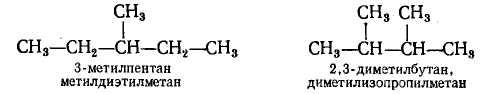 CH₃ CH₃ CH₃
CH₃—CH₂—CH—CH₂—CH₃ CH₃—CH—CH—CH₃
3-метилпентан 2,3-диметилбутан,
метилдиэтилметан диметилизопропилметан